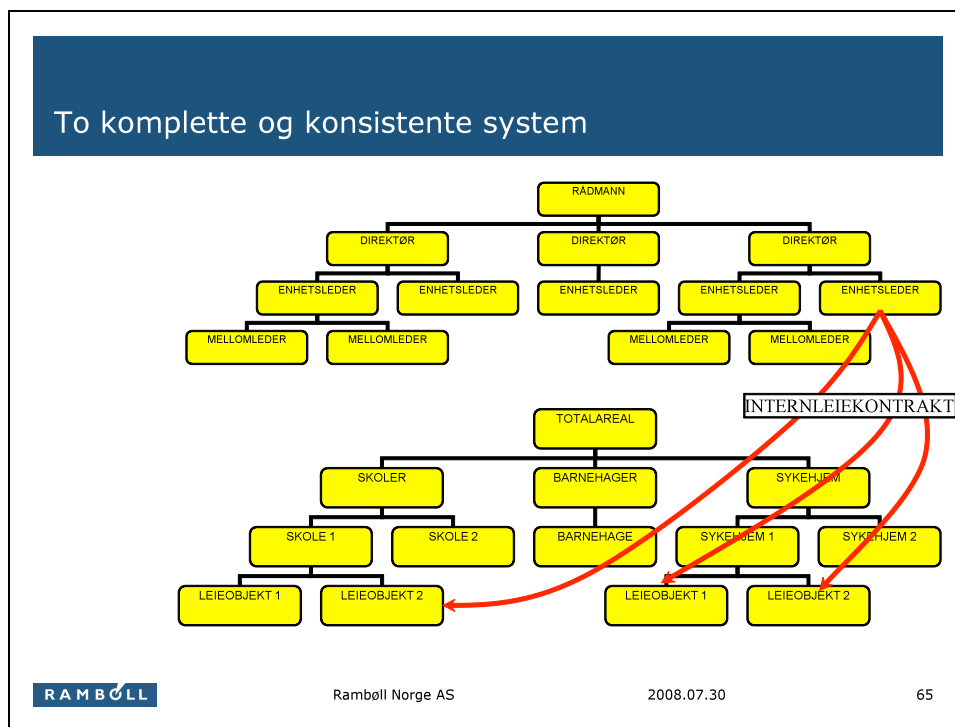 To komplette og konsistente system
RÅDMANN
DIREKTØR DIREKTØR DIREKTØR
ENHETSLEDER ENHETSLEDER ENHETSLEDER ENHETSLEDER ENHETSLEDER
MELLOMLEDER MELLOMLEDER MELLOMLEDER MELLOMLEDER
INTERNLEIEKONTRAKT
TOTALAREAL
SKOLER BARNEHAGER SYKEHJEM
SKOLE 1 SKOLE 2 BARNEHAGE SYKEHJEM 1 SYKEHJEM 2
LEIEOBJEKT 1 LEIEOBJEKT 2 LEIEOBJEKT 1 LEIEOBJEKT 2
RAMBØLL Rambøll Norge AS 2008.07.30 65